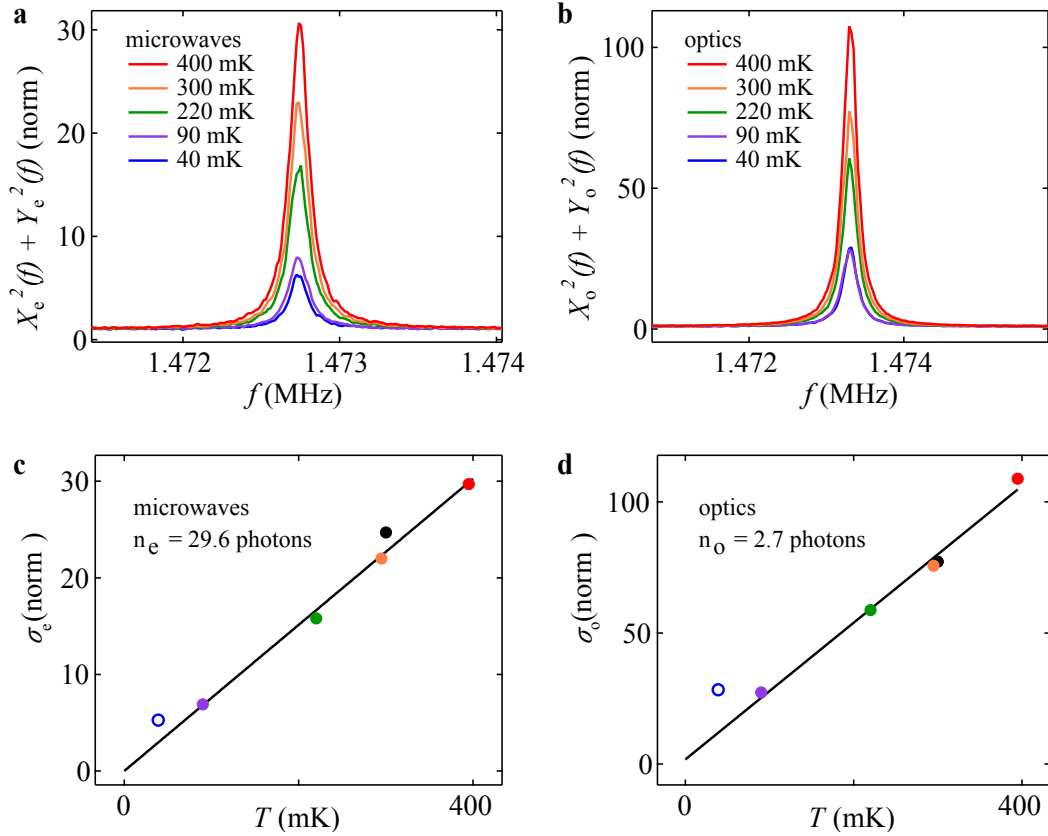 a
microwaves
400 mK
300 mK
220 mK
90 mK
40 mK
30
20
10
0
1.472
1.473
1.474
X_e^2(f) + Y_e^2(f) (norm)
f (MHz)
b
optics
400 mK
300 mK
220 mK
90 mK
40 mK
100
50
0
1.472
1.474
X_o^2(f) + Y_o^2(f) (norm)
f (MHz)
c
microwaves
n_e = 29.6 photons
30
20
10
0
0
400
σ_e(norm)
T (mK)
d
optics
n_o = 2.7 photons
100
50
0
0
400
σ_o(norm)
T (mK)